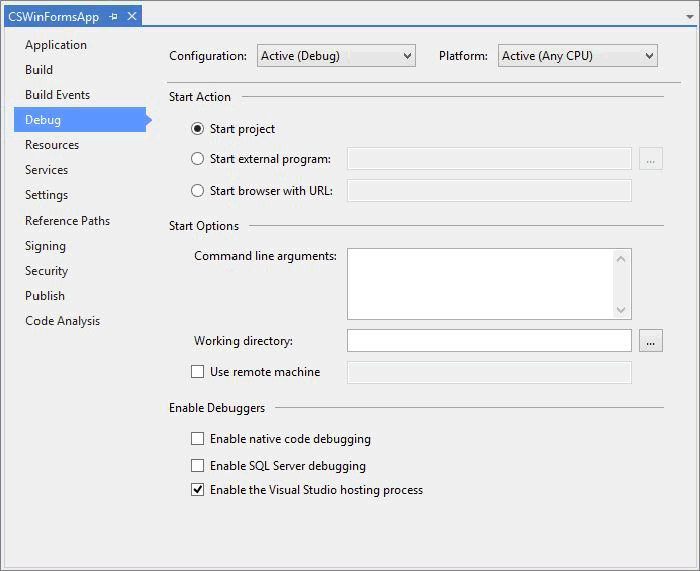 CSWinFormsApp
Application
Build
Build Events
Debug
Resources
Services
Settings
Reference Paths
Signing
Security
Publish
Code Analysis
Configuration: Active (Debug) Platform: Active (Any CPU)
Start Action
Start project
Start external program: ...
Start browser with URL:
Start Options
Command line arguments:
Working directory: ...
Use remote machine
Enable Debuggers
Enable native code debugging
Enable SQL Server debugging
Enable the Visual Studio hosting process